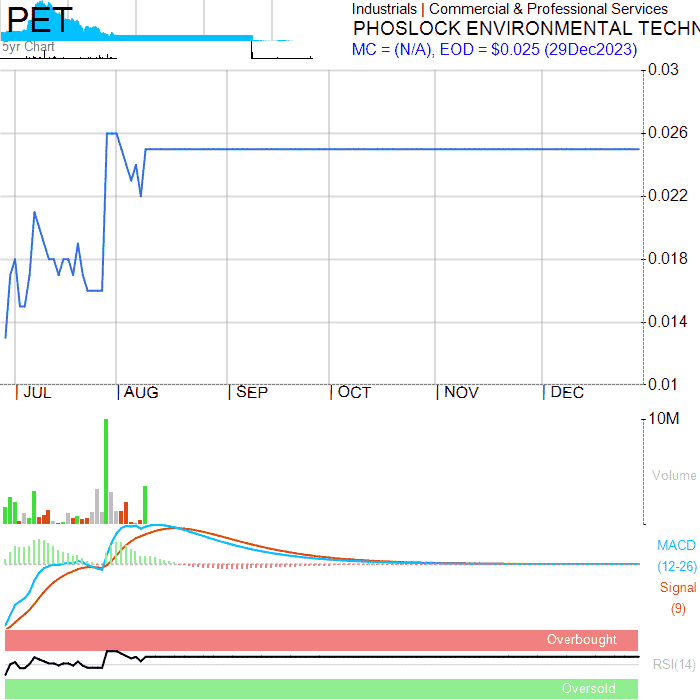 PET
5yr Chart
Industrials | Commercial & Professional Services
PHOSLOCK ENVIRONMENTAL TECHN
MC = (N/A), EOD = $0.025 (29Dec2023)
0.03
0.026
0.022
0.018
0.014
0.01
| JUL | AUG | SEP | OCT | NOV | DEC
10M
Volume
MACD
(12-26)
Signal
(9)
Overbought
RSI(14)
Oversold